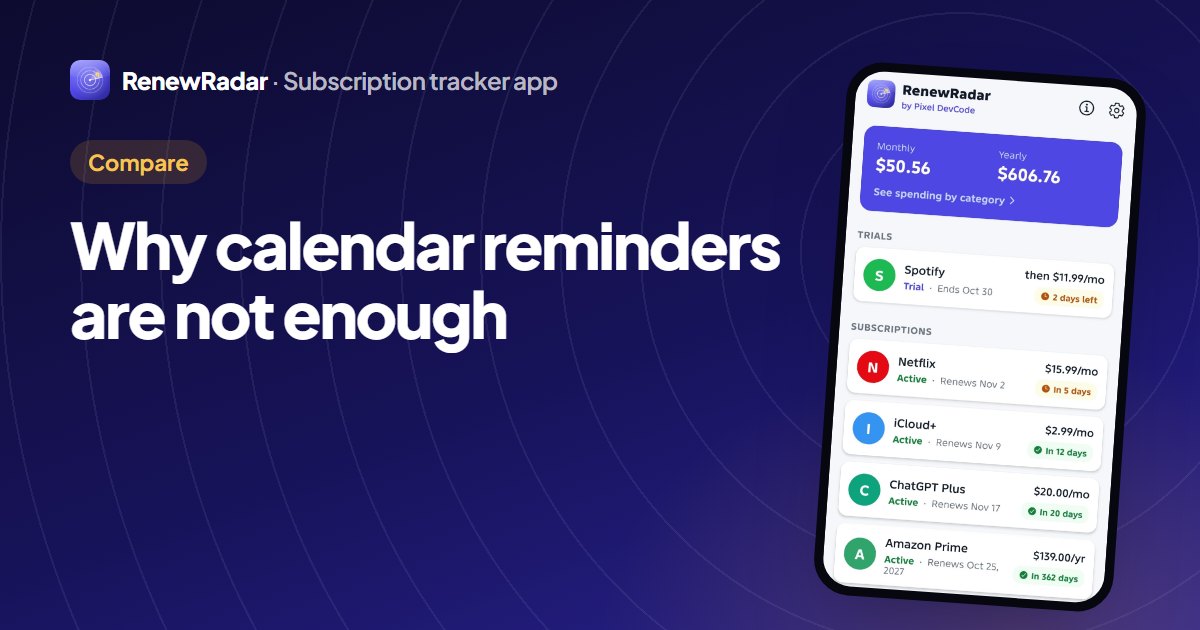 RenewRadar · Subscription tracker app
Compare
Why calendar reminders
are not enough
RenewRadar
by Pixel DevCode
Monthly
$50.56
Yearly
$606.76
See spending by category >
TRIALS
S
Spotify
then $11.99/mo
Trial · Ends Oct 30
2 days left
SUBSCRIPTIONS
N
Netflix
$15.99/mo
Active · Renews Nov 2
In 5 days
I
iCloud+
$2.99/mo
Active · Renews Nov 9
In 12 days
C
ChatGPT Plus
$20.00/mo
Active · Renews Nov 17
In 20 days
A
Amazon Prime
$139.00/yr
Active · Renews Oct 25,
2027
In 362 days